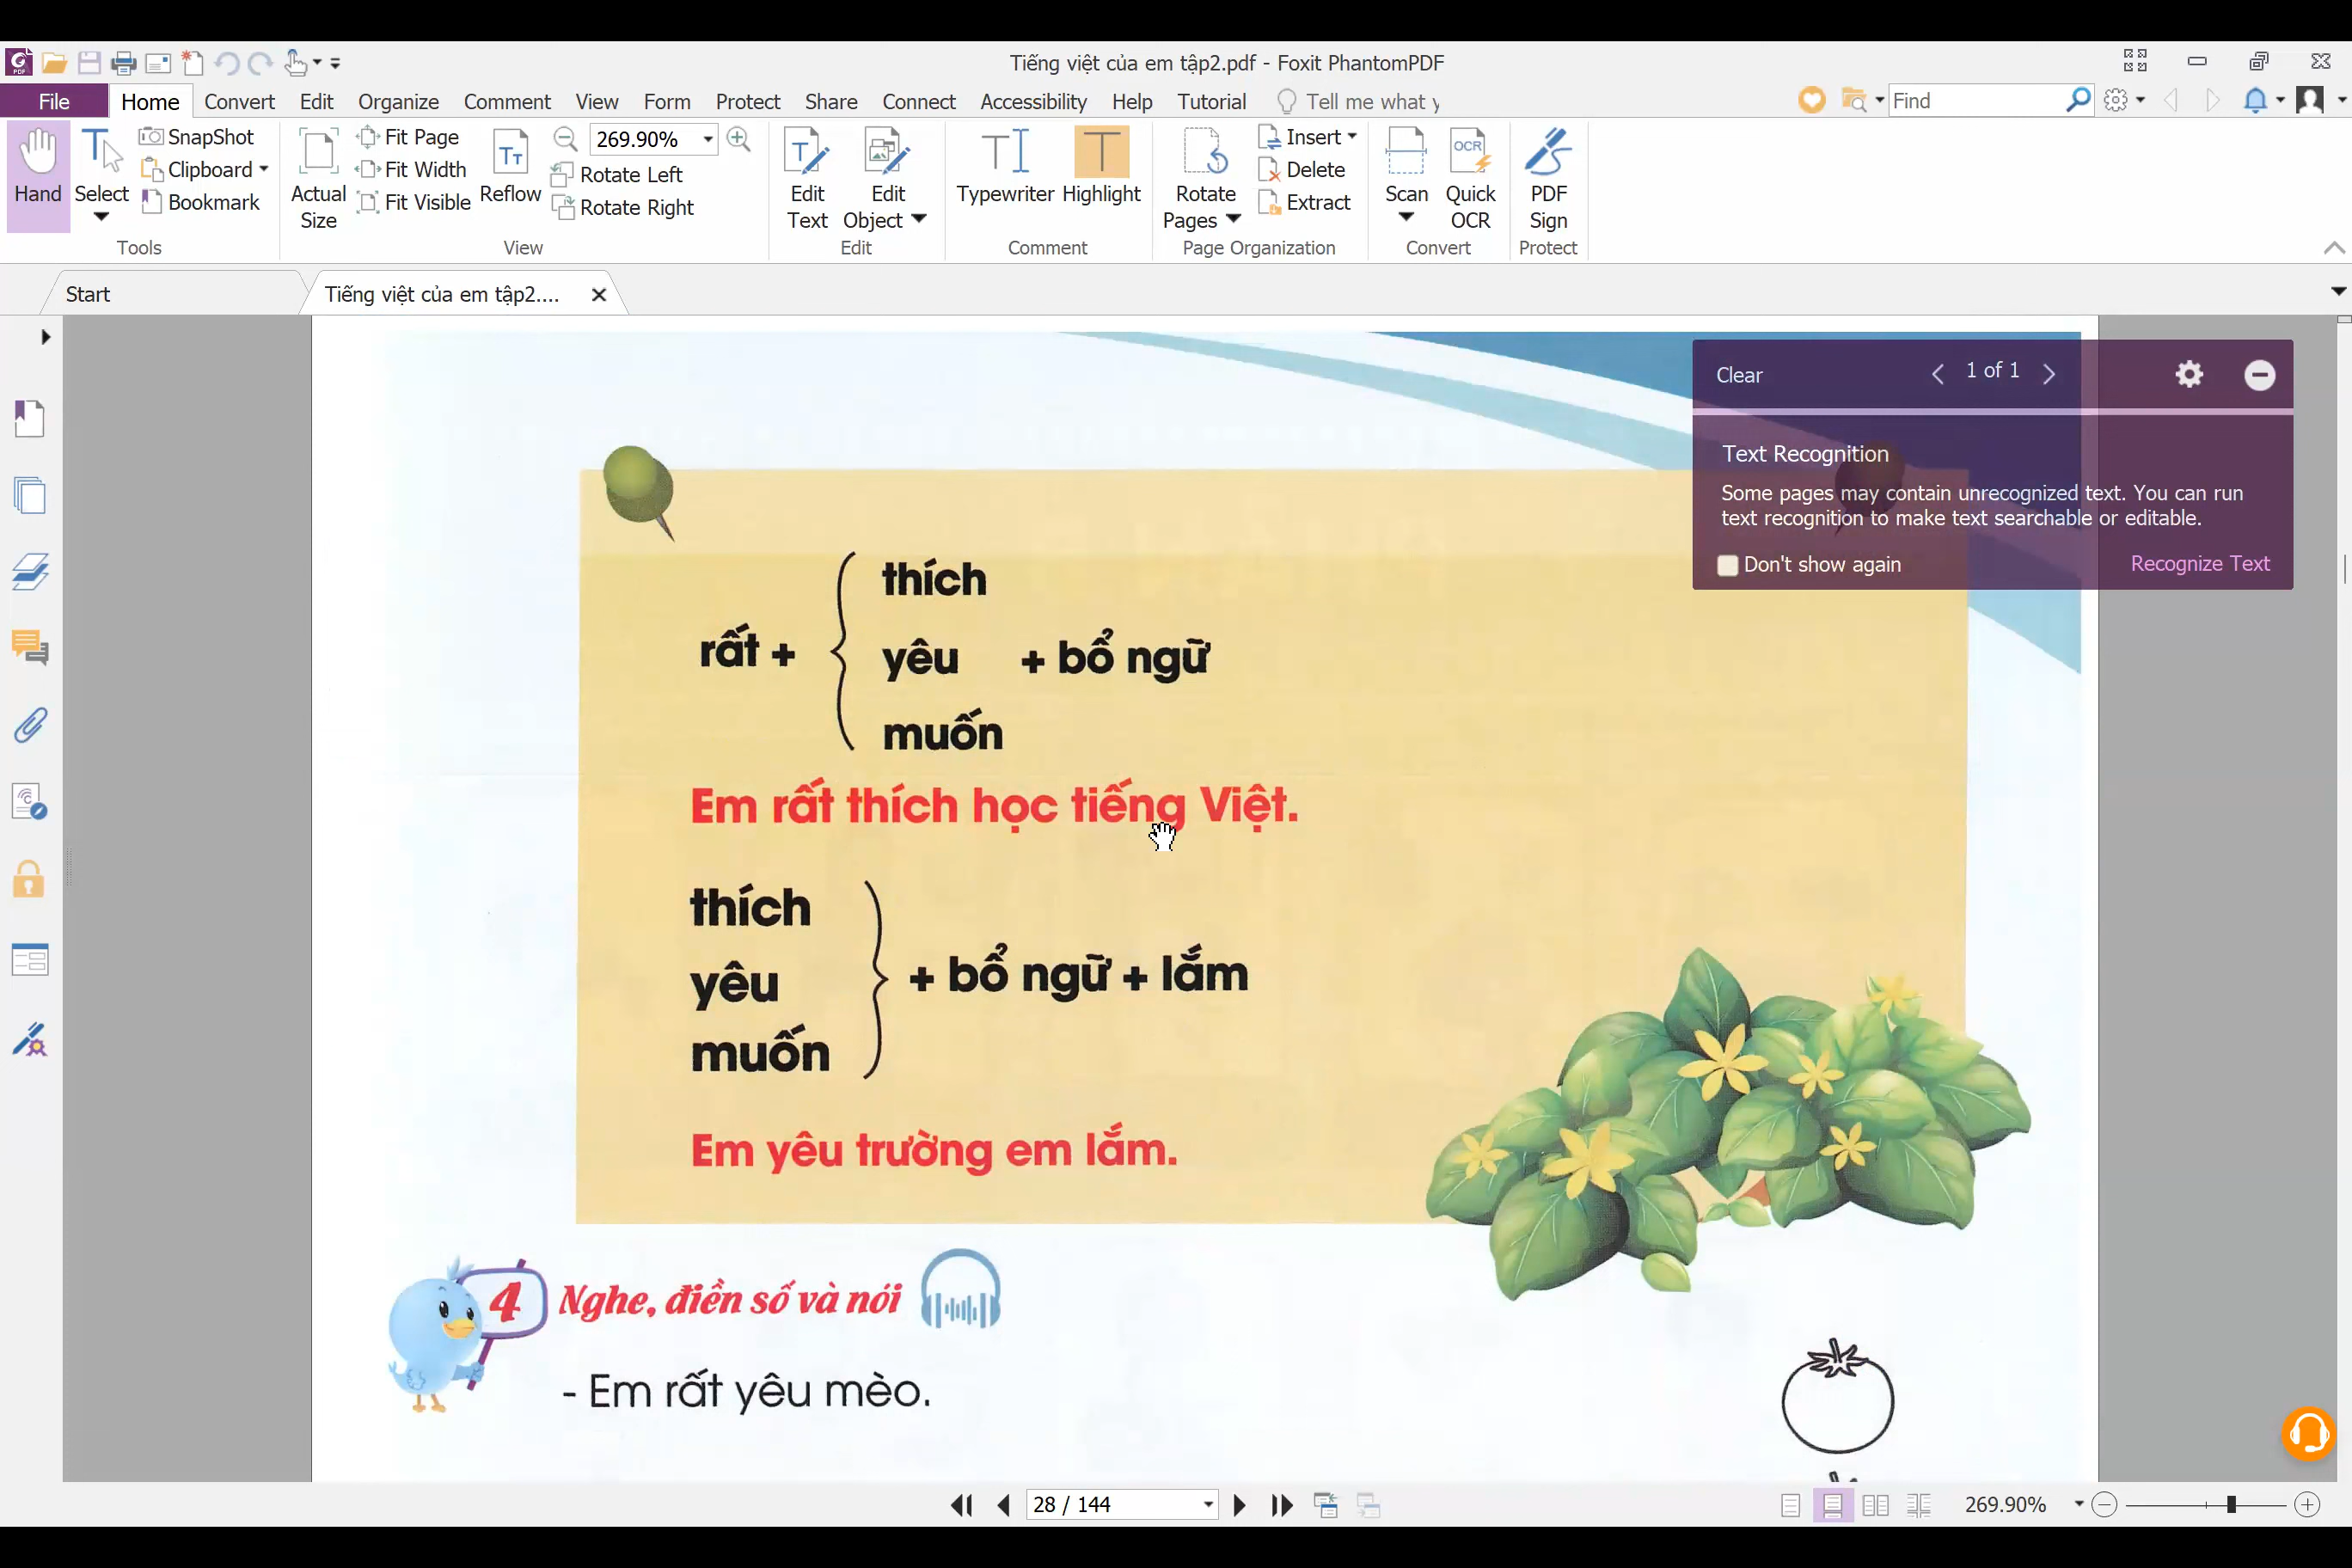 Tiếng việt của em tập2.pdf - Foxit PhantomPDF
File Home Convert Edit Organize Comment View Form Protect Share Connect Accessibility Help Tutorial Tell me what y Find
Hand Select SnapShot Clipboard Bookmark
Tools
Actual Size Fit Page Fit Width Fit Visible Reflow 269.90% Rotate Left Rotate Right
View
Edit Text Edit Object
Edit
Typewriter Highlight
Comment
Rotate Pages Insert Delete Extract
Page Organization
Scan Quick OCR
Convert
PDF Sign
Protect
Start Tiếng việt của em tập2....
Clear 1 of 1
Text Recognition
Some pages may contain unrecognized text. You can run
text recognition to make text searchable or editable.
Don't show again Recognize Text
thích
rất + yêu + bổ ngữ
muốn
Em rất thích học tiếng Việt.
thích
yêu + bổ ngữ + lắm
muốn
Em yêu trường em lắm.
4 Nghe, điền số và nói
- Em rất yêu mèo.
28 / 144 269.90%